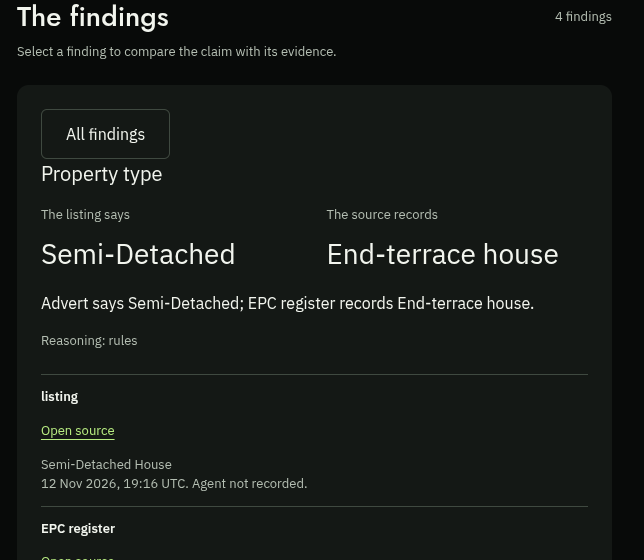 The findings
4 findings
Select a finding to compare the claim with its evidence.
All findings
Property type
The listing says
The source records
Semi-Detached
End-terrace house
Advert says Semi-Detached; EPC register records End-terrace house.
Reasoning: rules
listing
Open source
Semi-Detached House
12 Nov 2026, 19:16 UTC. Agent not recorded.
EPC register
Open source